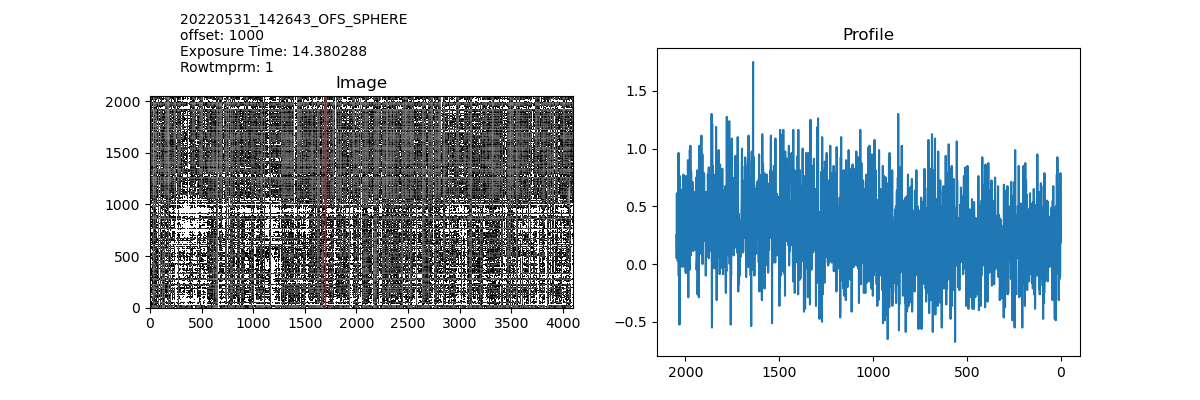 20220531_142643_OFS_SPHERE
offset: 1000
Exposure Time: 14.380288
Rowtmprm: 1
Image
2000
1500
1000
500
0
0 500 1000 1500 2000 2500 3000 3500 4000
Profile
1.5
1.0
0.5
0.0
−0.5
2000 1500 1000 500 0